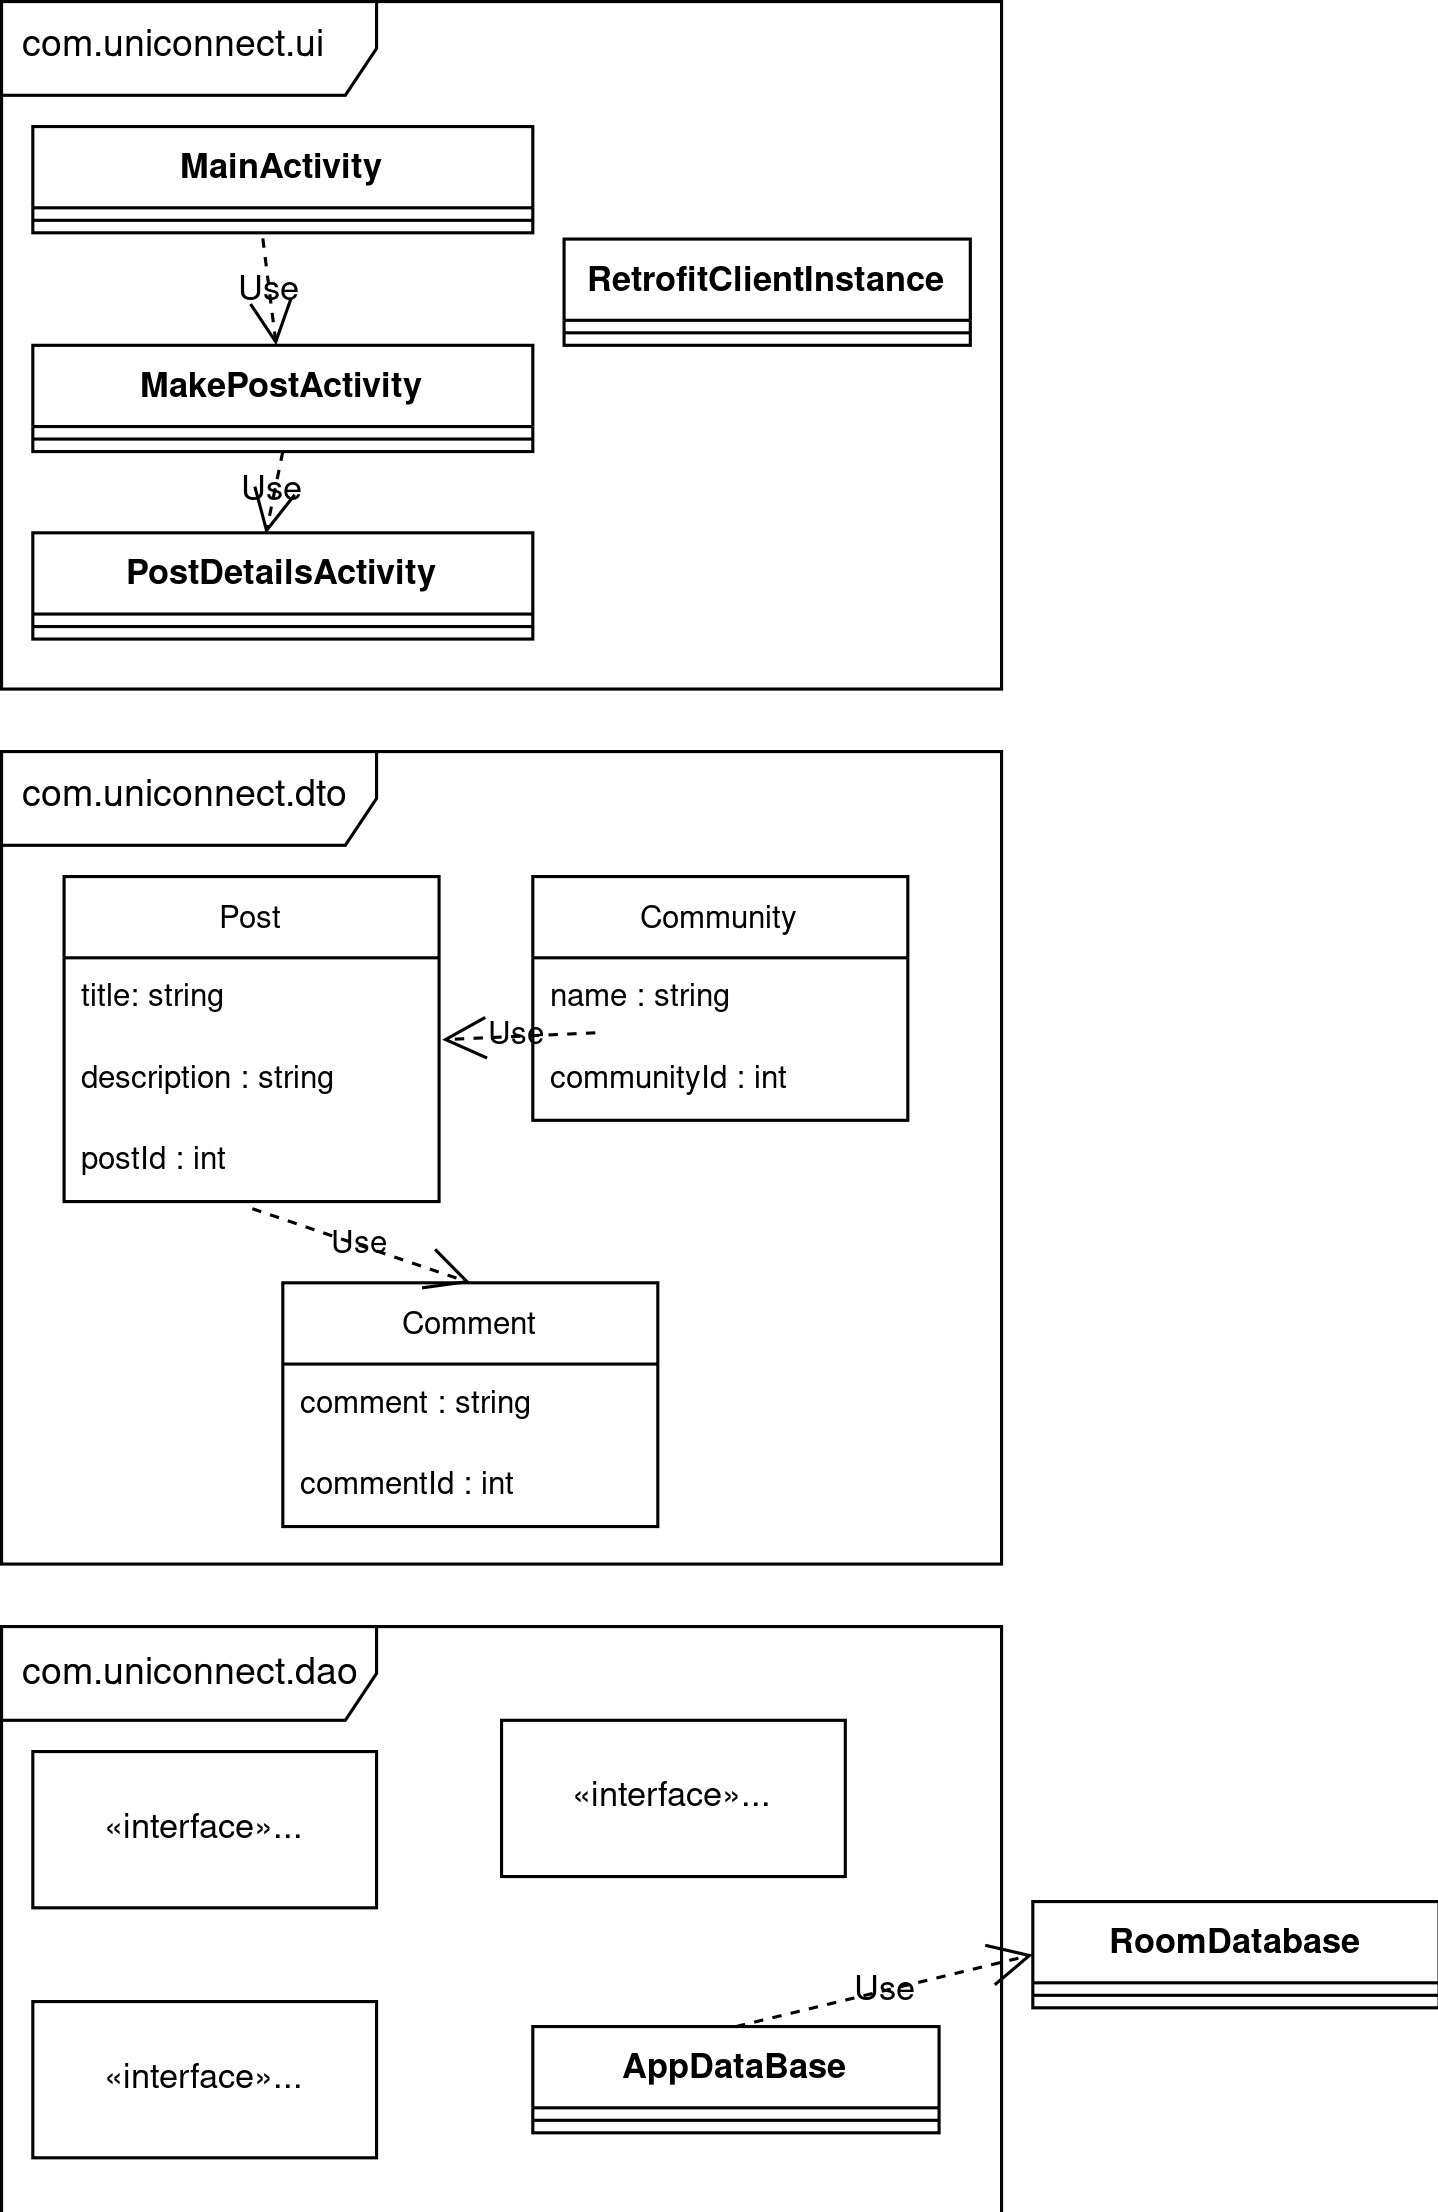 com.uniconnect.ui
MainActivity
RetrofitClientInstance
Use
MakePostActivity
Use
PostDetailsActivity
com.uniconnect.dto
Post
title: string
description : string
postId : int
Community
name : string
communityId : int
Use
Use
Comment
comment : string
commentId : int
com.uniconnect.dao
«interface»...
«interface»...
RoomDatabase
Use
«interface»...
AppDataBase